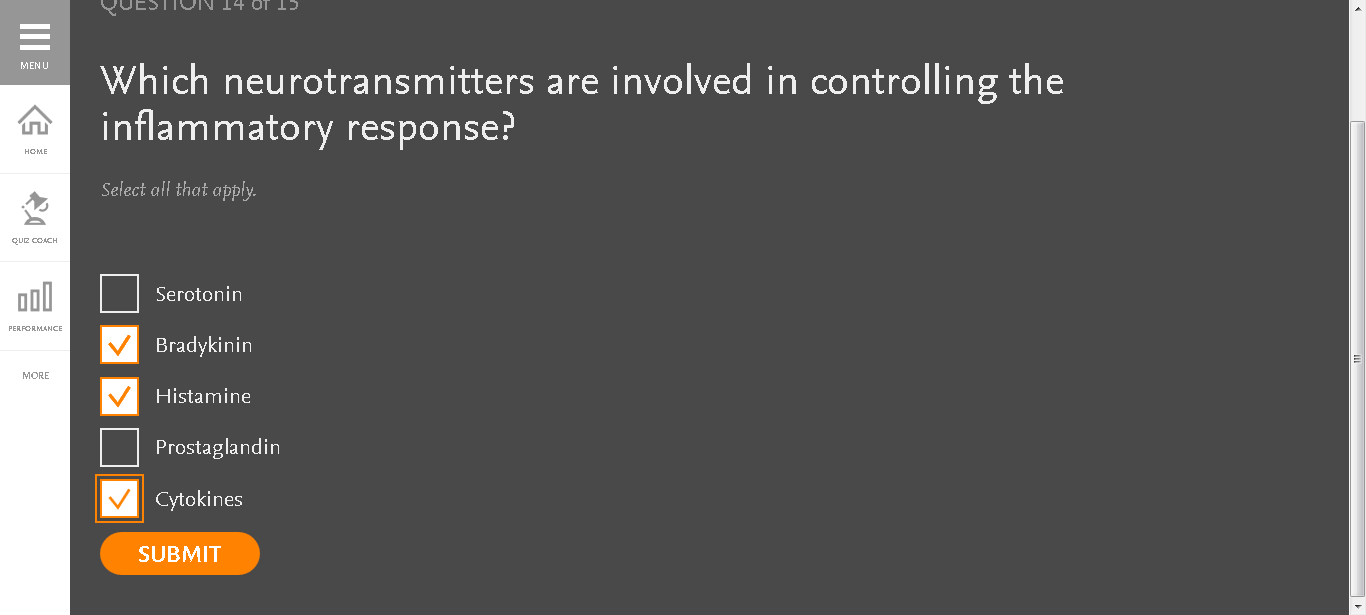 QUESTION 14 of 15
MENU
Which neurotransmitters are involved in controlling the
inflammatory response?
HOME
Select all that apply.
QUIZ COACH
Serotonin
PERFORMANCE
Bradykinin
MORE
Histamine
Prostaglandin
Cytokines
SUBMIT